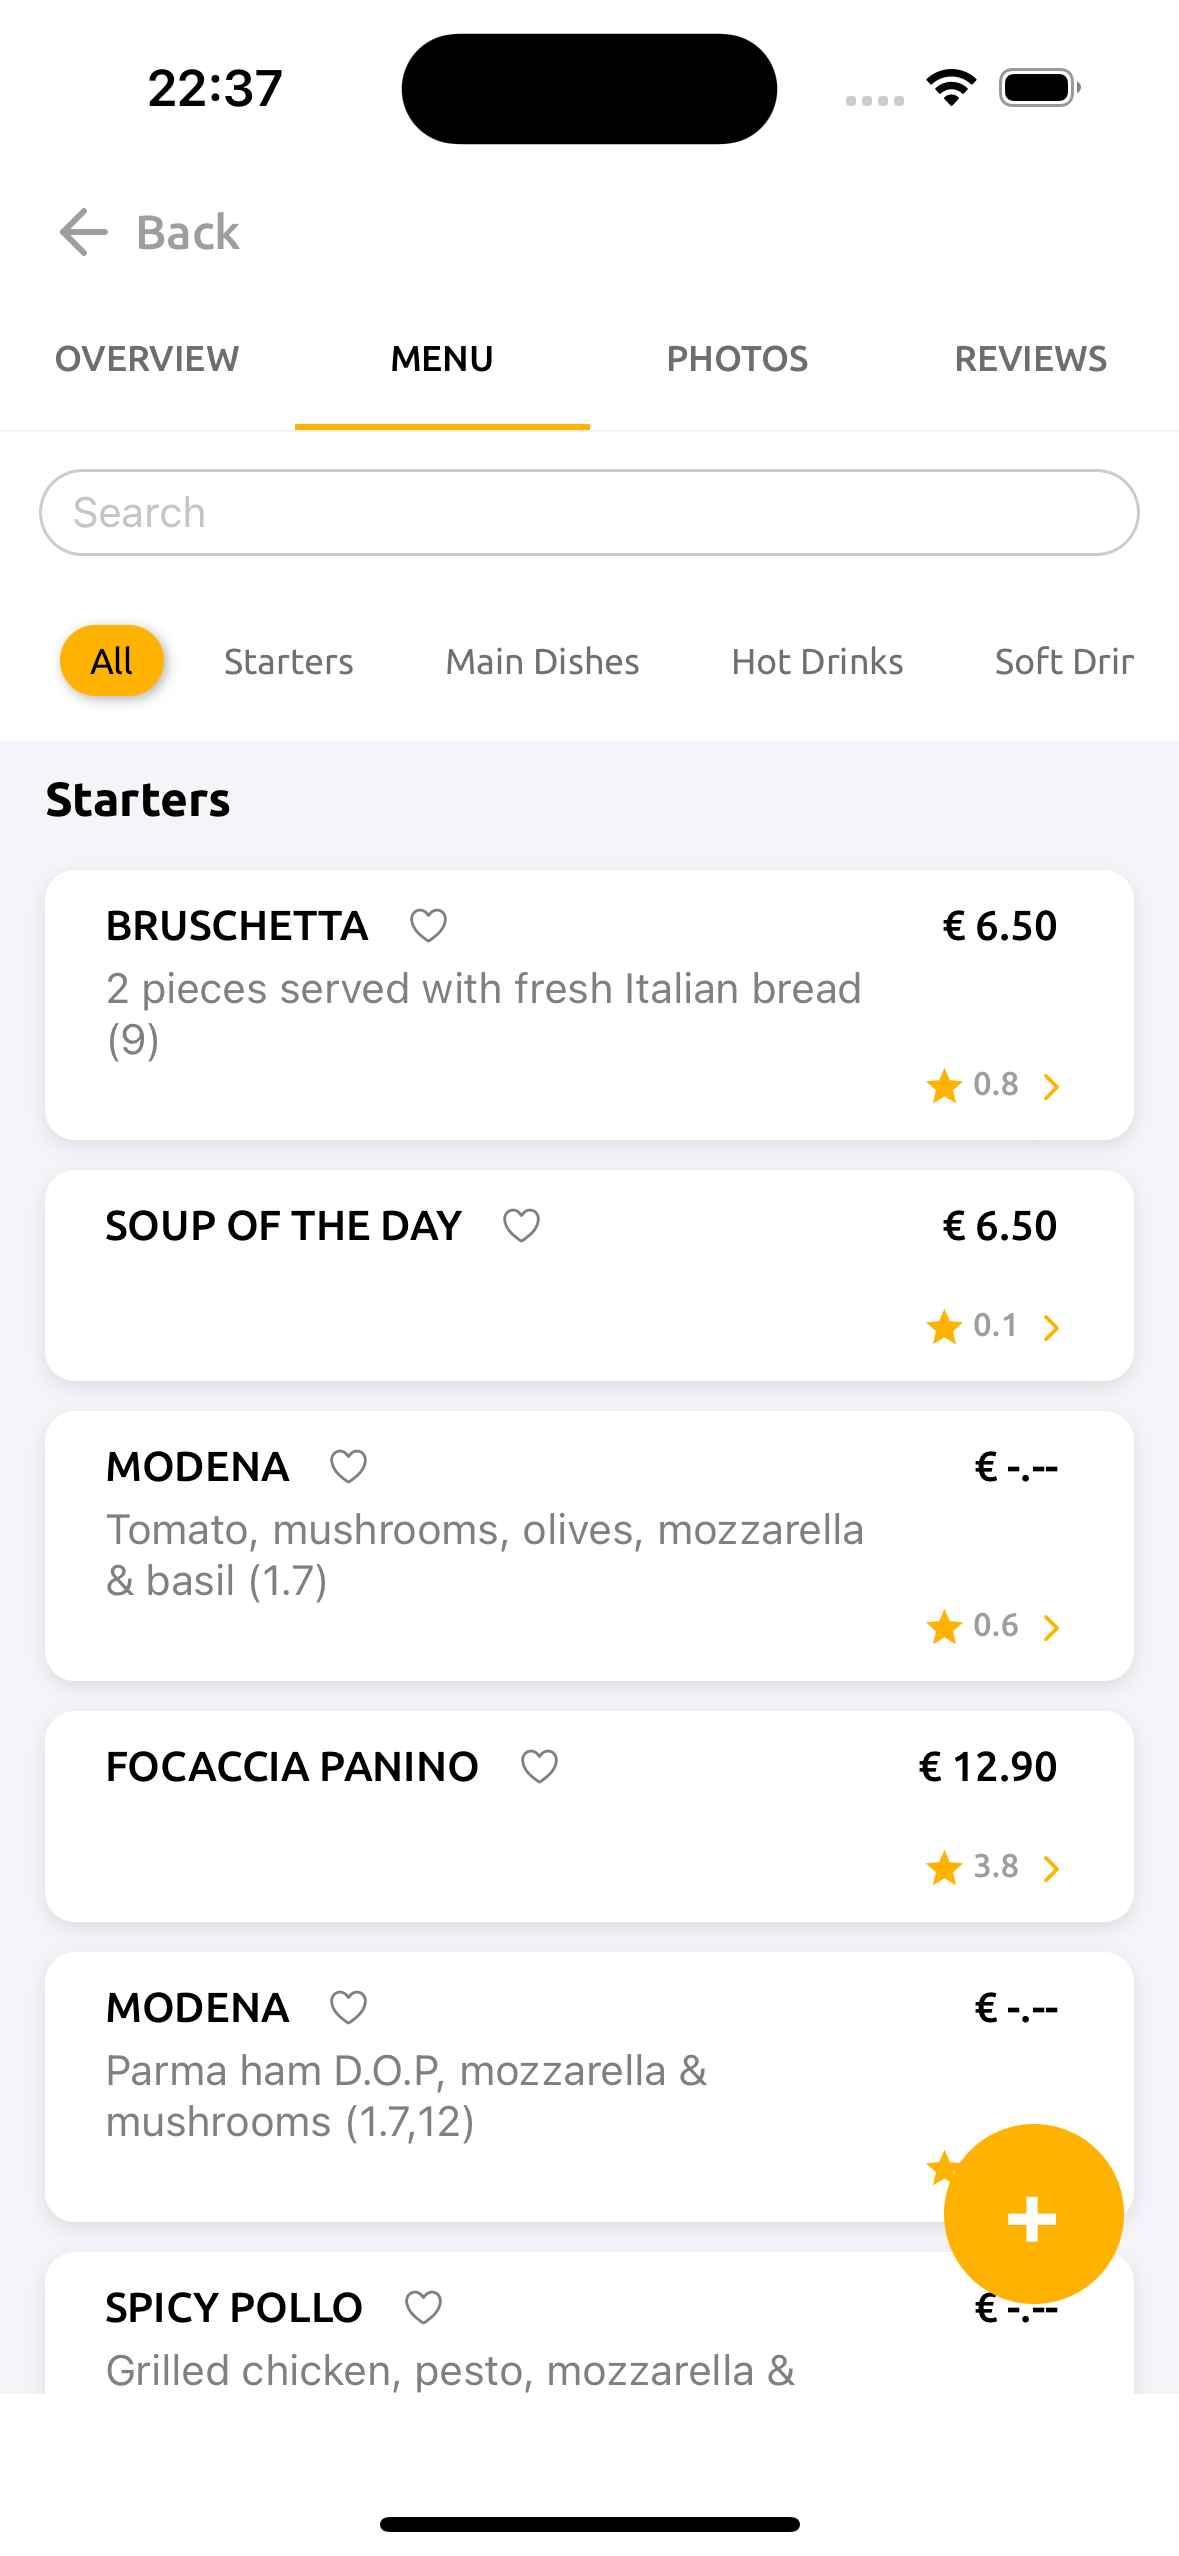 22:37
Back
OVERVIEW MENU PHOTOS REVIEWS
Search
All Starters Main Dishes Hot Drinks Soft Drin
Starters
BRUSCHETTA € 6.50
2 pieces served with fresh Italian bread
(9)
0.8
SOUP OF THE DAY € 6.50
0.1
MODENA € -.--
Tomato, mushrooms, olives, mozzarella
& basil (1.7)
0.6
FOCACCIA PANINO € 12.90
3.8
MODENA € -.--
Parma ham D.O.P, mozzarella &
mushrooms (1.7,12)
+
SPICY POLLO € -.--
Grilled chicken, pesto, mozzarella &